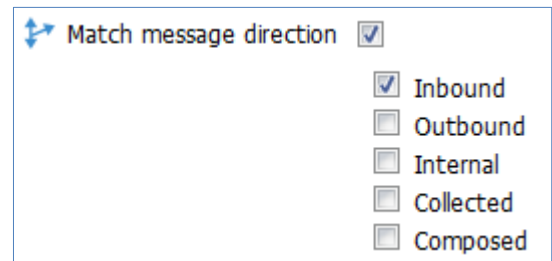 Match message direction
Inbound
Outbound
Internal
Collected
Composed